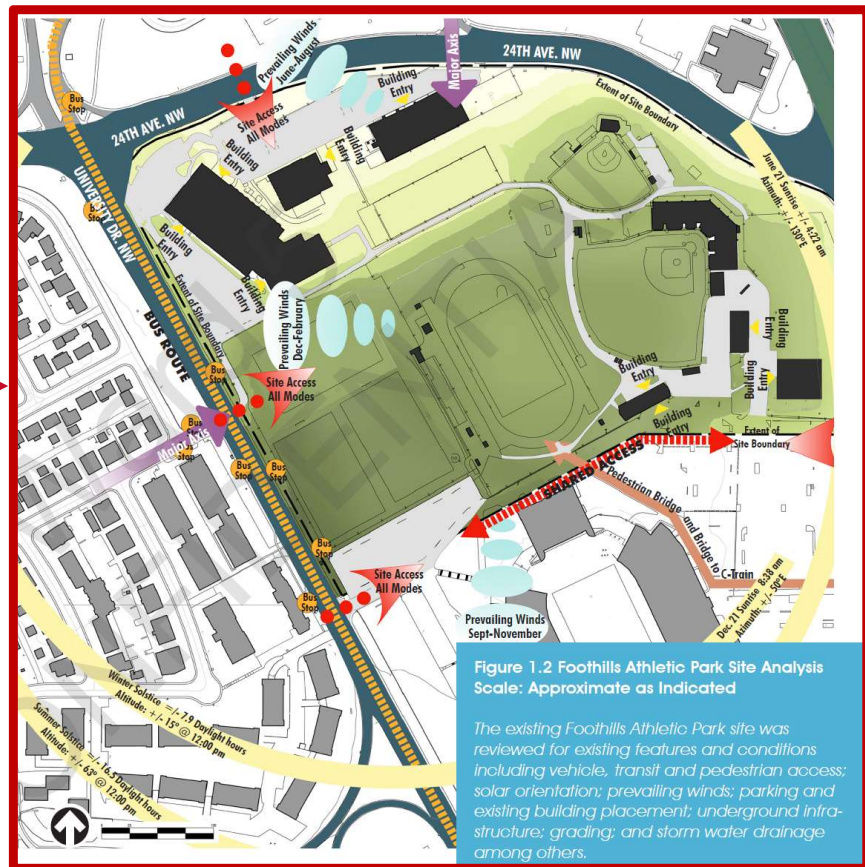 24TH AVE. NW
Prevailing Winds
June-August
Major Axis
24TH AVE. NW
Bus
Stop
Site Access
All Modes
Building
Entry
Extent of Site Boundary
Building
Entry
Building
Entry
UNIVERSITY DR. NW
June 21 Sunrise +/- 4:22 am
Azimuth: +/- 130°E
Building
Entry
Building
Entry
Extent of Site Boundary
BUS ROUTE
Prevailing Winds
Dec-February
Building
Entry
Building
Entry
Building
Entry
Bus
Stop
Site Access
All Modes
Bus
Stop
Major Axis
Building
Entry
Extent of
Site Boundary
Bus
Stop
Bus
Stop
SHARED ACCESS
Pedestrian Bridge and Bridge to
C-Train
Bus
Stop
Site Access
All Modes
Bus
Stop
Prevailing Winds
Sept-November
Dec. 21 Sunrise 8:38 am
Azimuth: +/- 50°E
Winter Solstice =/- 7.9 Daylight hours
Altitude: +/- 15° @ 12:00 pm
Summer Solstice =/- 16.5 Daylight hours
Altitude: +/- 63° @ 12:00 pm
Figure 1.2 Foothills Athletic Park Site Analysis
Scale: Approximate as Indicated
The existing Foothills Athletic Park site was
reviewed for existing features and conditions
including vehicle, transit and pedestrian access;
solar orientation; prevailing winds; parking and
existing building placement; underground infra-
structure; grading; and storm water drainage
among others.